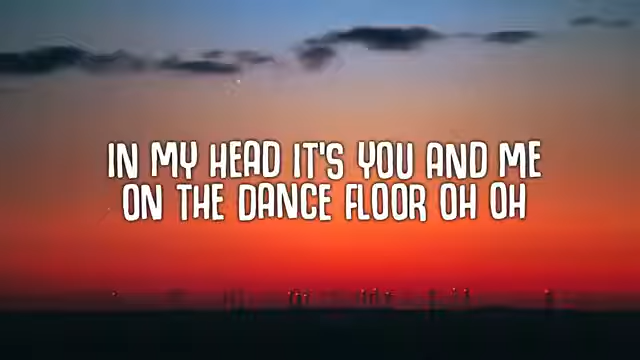 IN MY HEAD IT'S YOU AND ME
ON THE DANCE FLOOR OH OH